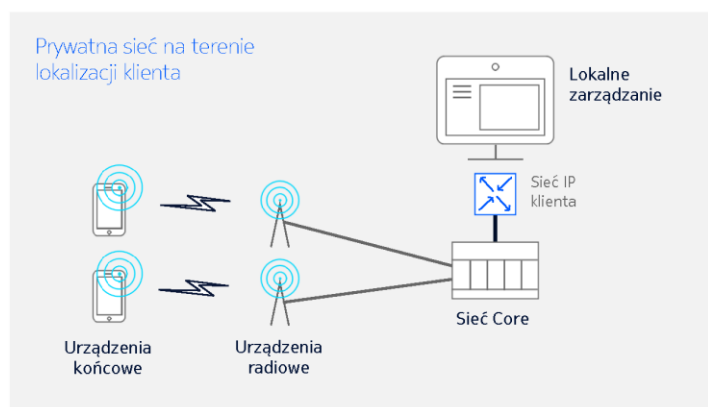 Prywatna sieć na terenie
lokalizacji klienta
Lokalne
zarządzanie
Sieć IP
klienta
Sieć Core
Urządzenia
końcowe
Urządzenia
radiowe